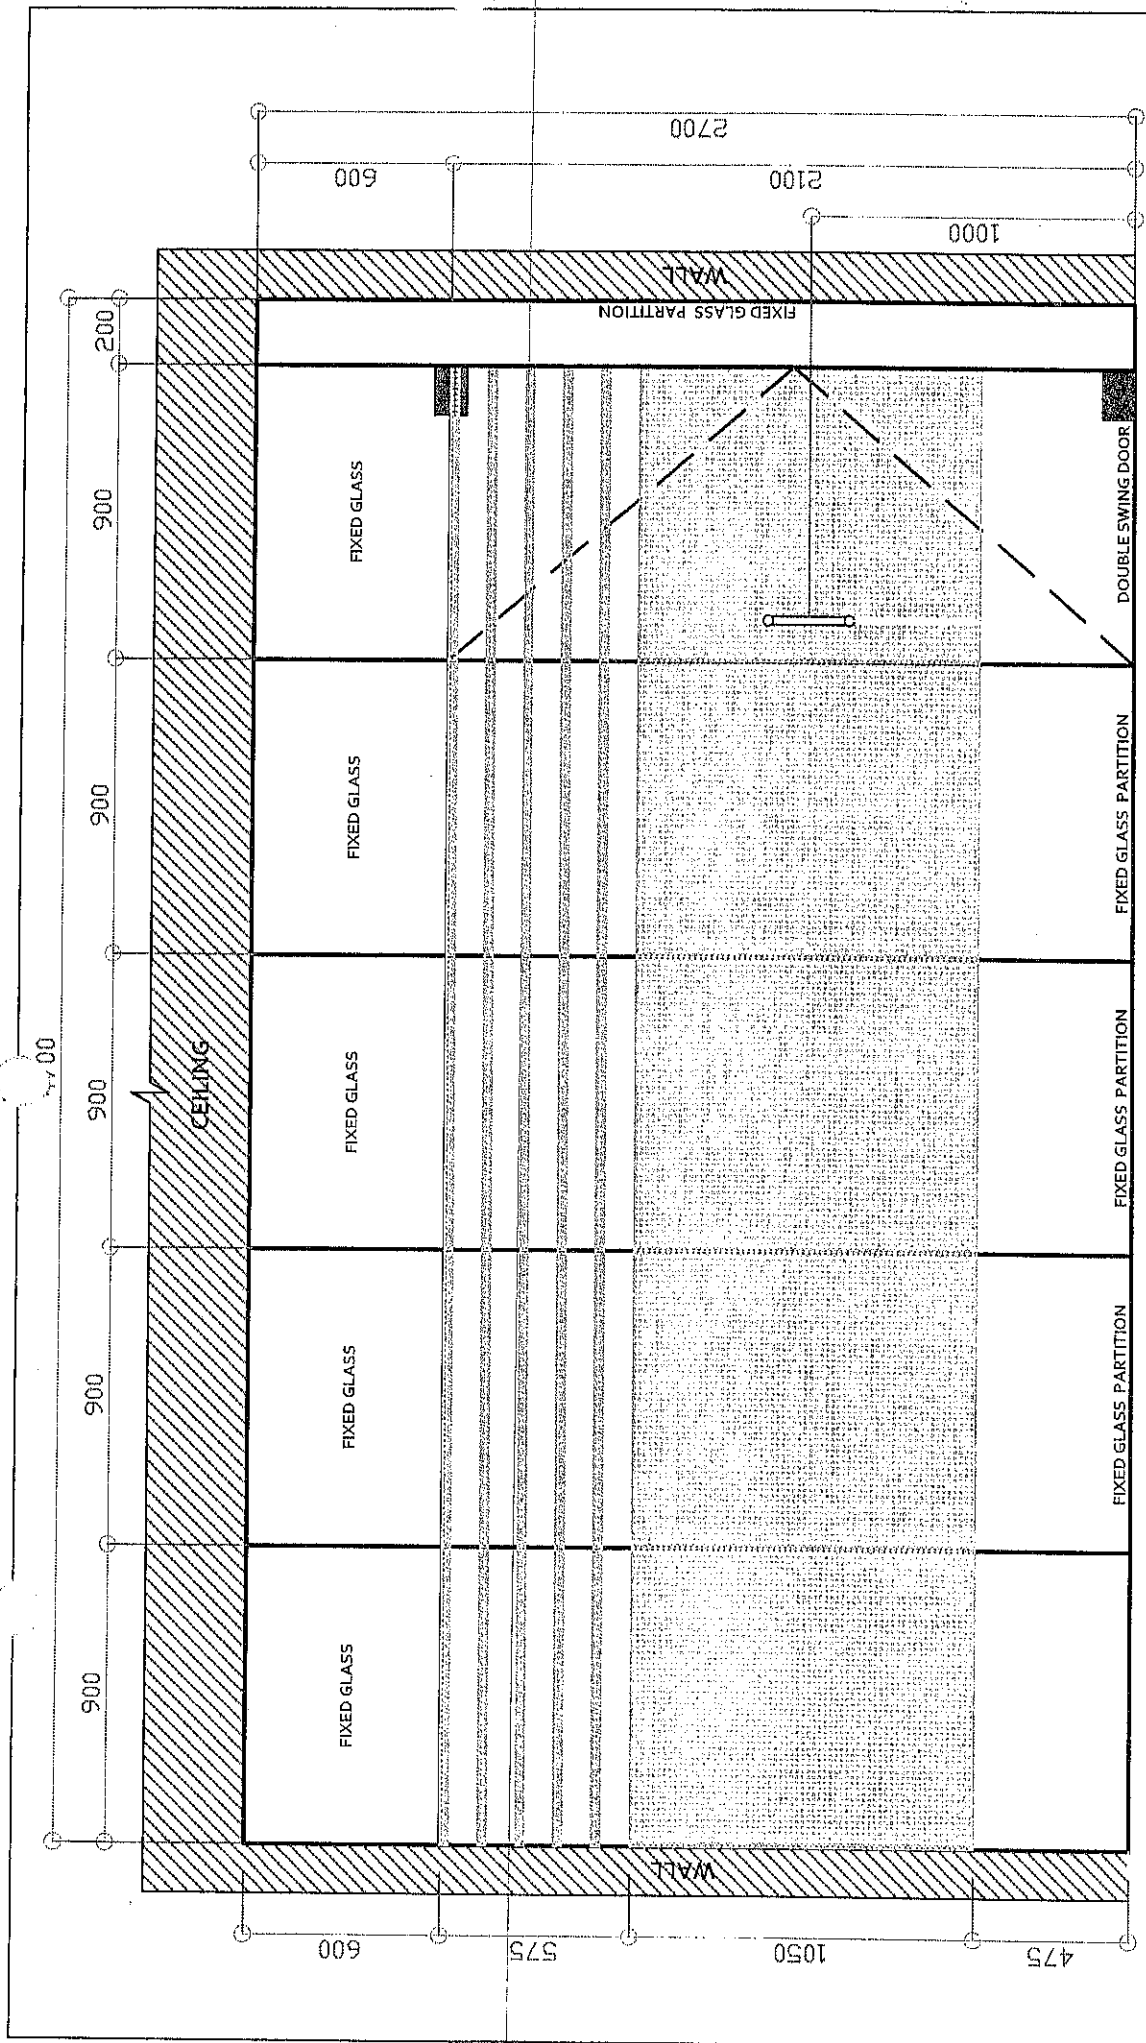 200
900
900
900
900
900
CEILING
FIXED GLASS
FIXED GLASS
FIXED GLASS
FIXED GLASS
FIXED GLASS
WALL
WALL
FIXED GLASS PARTITION
DOUBLE SWING DOOR
FIXED GLASS PARTITION
FIXED GLASS PARTITION
FIXED GLASS PARTITION
600
575
1050
475
600
2100
2700
1000